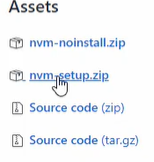 Assets
nvm-noinstall.zip
nvm-setup.zip
Source code (zip)
Source code (tar.gz)